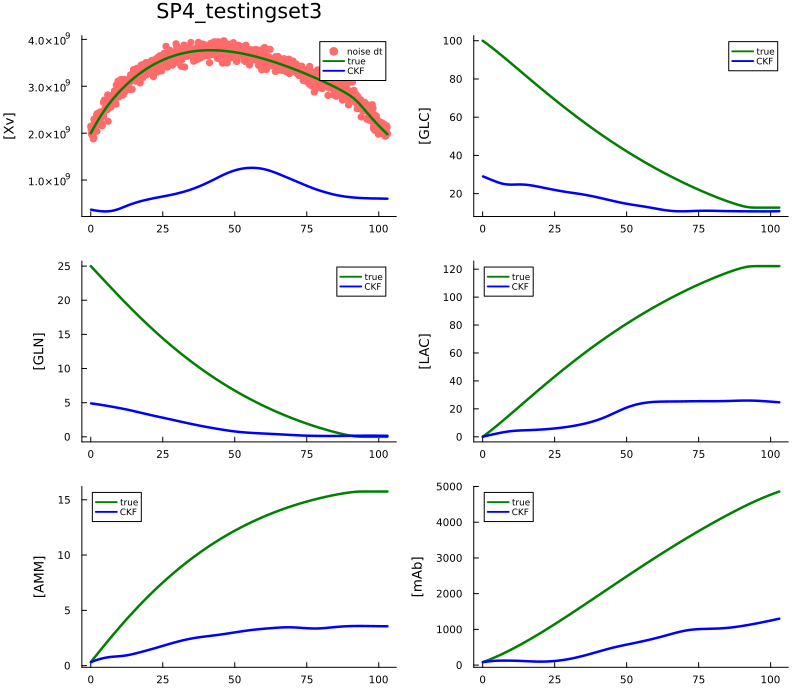 SP4_testingset3
[Xv]
4.0×10⁹
3.0×10⁹
2.0×10⁹
1.0×10⁹
0 25 50 75 100
noise dt
true
CKF
[GLC]
100
80
60
40
20
0 25 50 75 100
true
CKF
[GLN]
25
20
15
10
5
0
0 25 50 75 100
true
CKF
[LAC]
120
100
80
60
40
20
0
0 25 50 75 100
true
CKF
[AMM]
15
10
5
0
0 25 50 75 100
true
CKF
[mAb]
5000
4000
3000
2000
1000
0
0 25 50 75 100
true
CKF